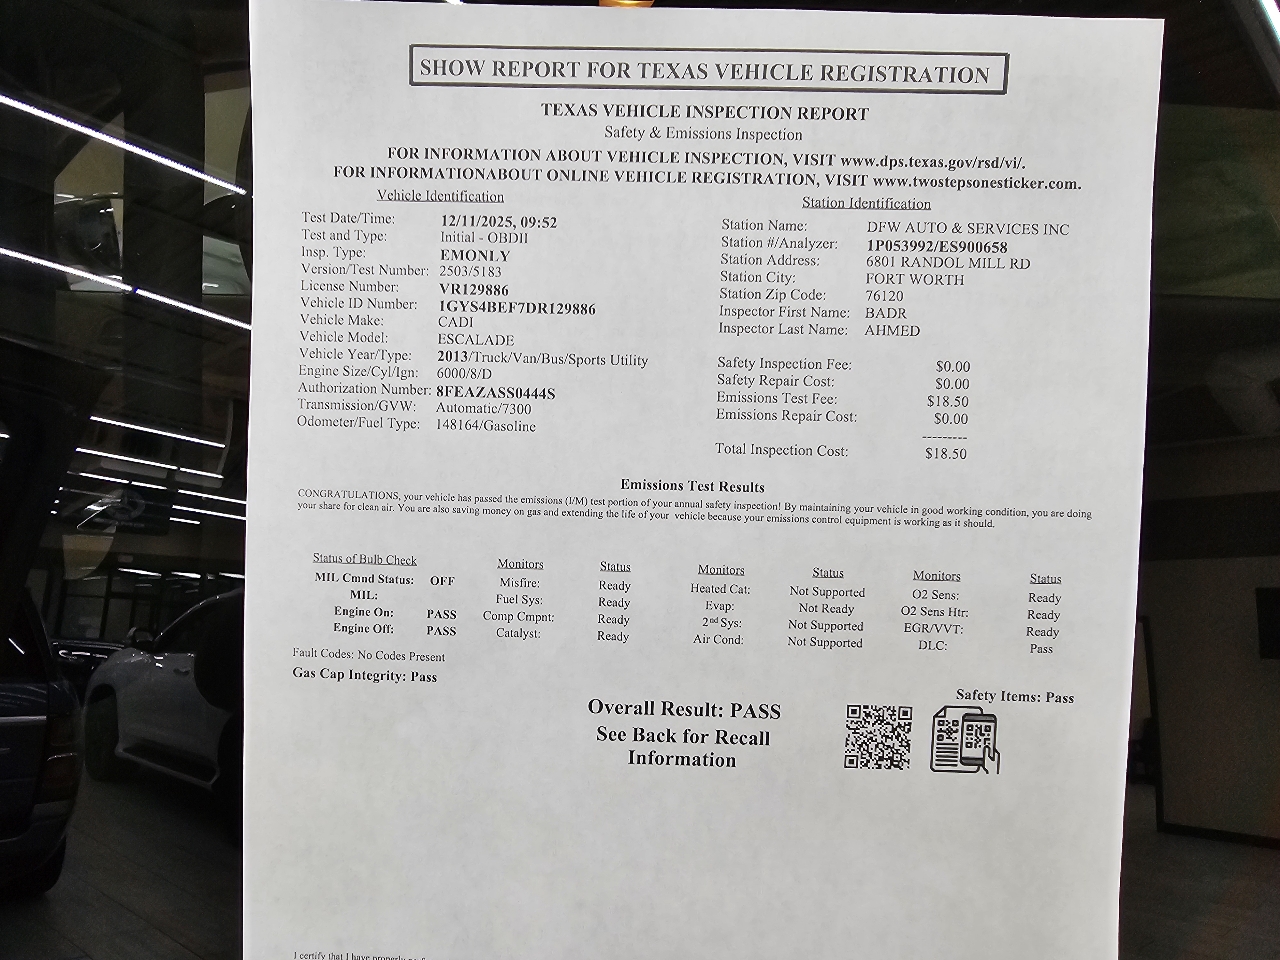 SHOW REPORT FOR TEXAS VEHICLE REGISTRATION
TEXAS VEHICLE INSPECTION REPORT
Safety & Emissions Inspection
FOR INFORMATION ABOUT VEHICLE INSPECTION, VISIT www.dps.texas.gov/rsd/vi/.
FOR INFORMATIONABOUT ONLINE VEHICLE REGISTRATION, VISIT www.twostepsonesticker.com.
Vehicle Identification
Test Date/Time: 12/11/2025, 09:52
Test and Type: Initial - OBDII
Insp. Type: EMONLY
Version/Test Number: 2503/5183
License Number: VR129886
Vehicle ID Number: 1GYS4BEF7DR129886
Vehicle Make: CADI
Vehicle Model: ESCALADE
Vehicle Year/Type: 2013/Truck/Van/Bus/Sports Utility
Engine Size/Cyl/Ign: 6000/8/D
Authorization Number: 8FEAZASS0444S
Transmission/GVW: Automatic/7300
Odometer/Fuel Type: 148164/Gasoline
Station Identification
Station Name: DFW AUTO & SERVICES INC
Station #/Analyzer: 1P053992/ES900658
Station Address: 6801 RANDOL MILL RD
Station City: FORT WORTH
Station Zip Code: 76120
Inspector First Name: BADR
Inspector Last Name: AHMED
Safety Inspection Fee: $0.00
Safety Repair Cost: $0.00
Emissions Test Fee: $18.50
Emissions Repair Cost: $0.00
---------
Total Inspection Cost: $18.50
Emissions Test Results
CONGRATULATIONS, your vehicle has passed the emissions (I/M) test portion of your annual safety inspection! By maintaining your vehicle in good working condition, you are doing
your share for clean air. You are also saving money on gas and extending the life of your vehicle because your emissions control equipment is working as it should.
Status of Bulb Check Monitors Status Monitors Status Monitors Status
MIL Cmnd Status: OFF Misfire: Ready Heated Cat: Not Supported O2 Sens: Ready
MIL: Fuel Sys: Ready Evap: Not Ready O2 Sens Htr: Ready
Engine On: PASS Comp Cmpnt: Ready 2nd Sys: Not Supported EGR/VVT: Ready
Engine Off: PASS Catalyst: Ready Air Cond: Not Supported DLC: Pass
Fault Codes: No Codes Present
Gas Cap Integrity: Pass
Safety Items: Pass
Overall Result: PASS
See Back for Recall
Information
I certify that I have